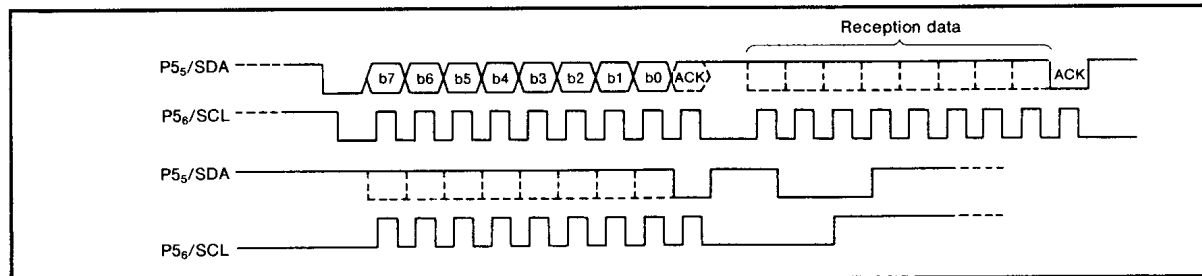 Reception data
P5₅/SDA b7 b6 b5 b4 b3 b2 b1 b0 ACK ACK
P5₆/SCL
P5₅/SDA
P5₆/SCL